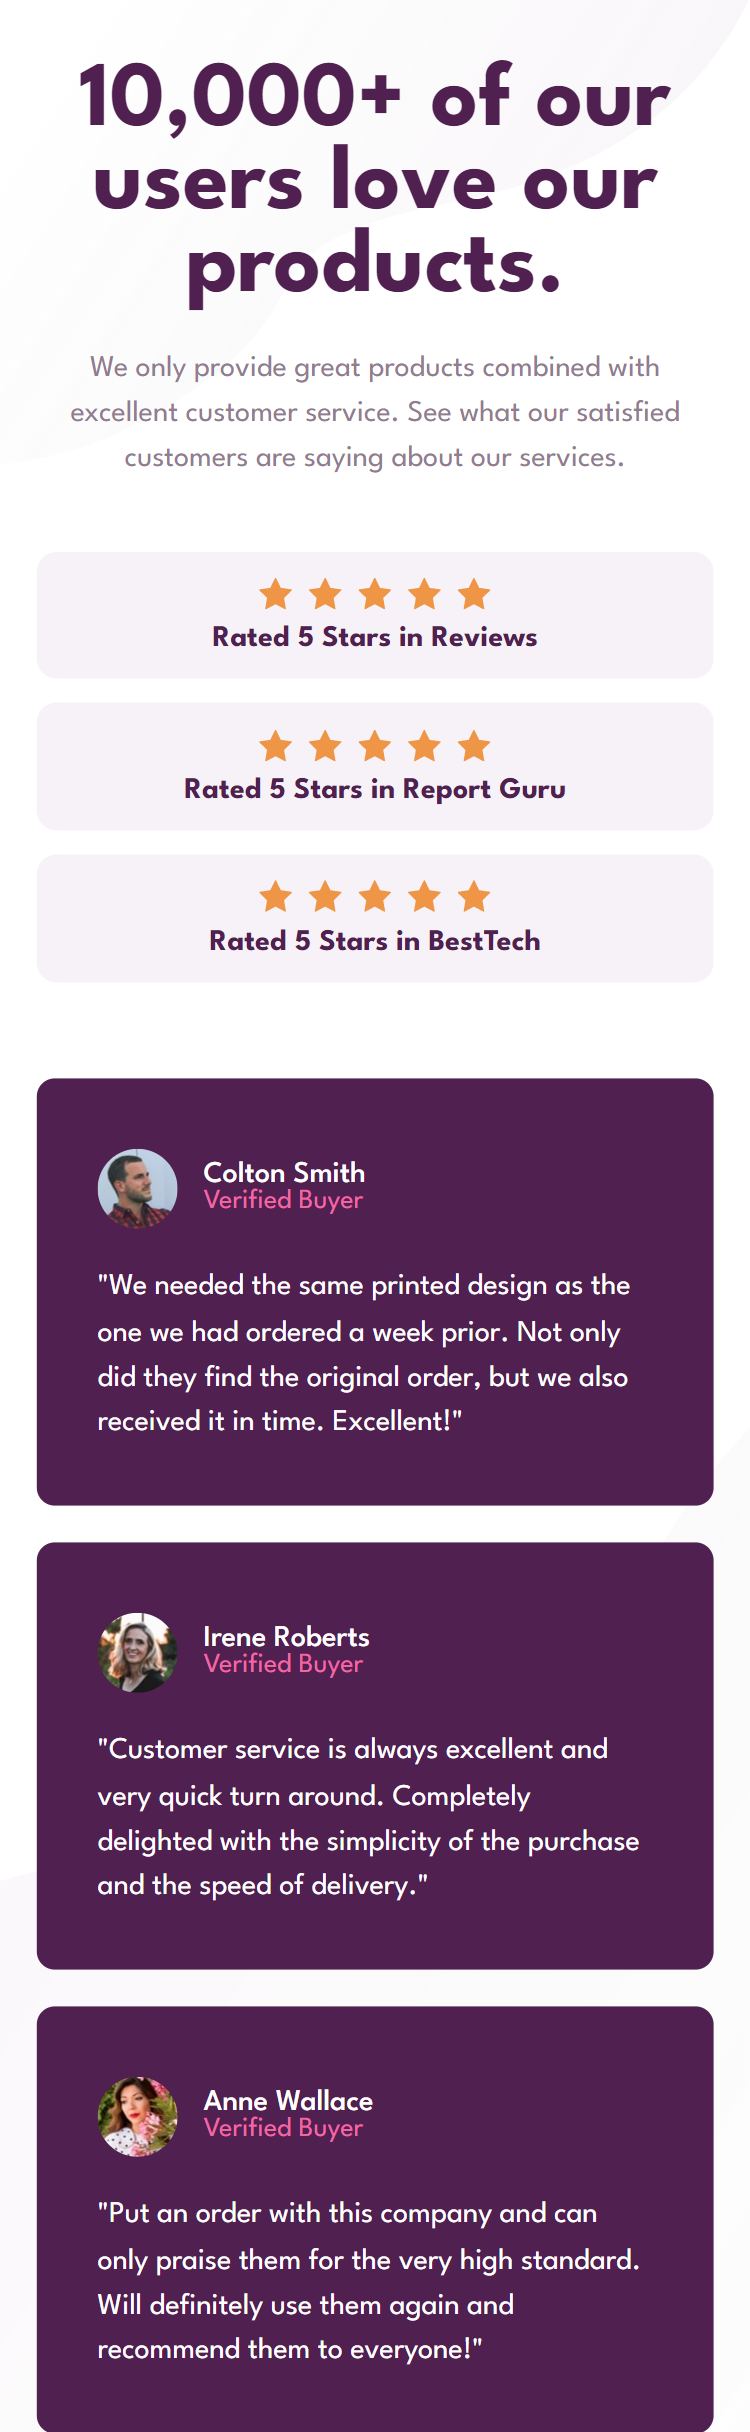 10,000+ of our
users love our
products.
We only provide great products combined with
excellent customer service. See what our satisfied
customers are saying about our services.
Rated 5 Stars in Reviews
Rated 5 Stars in Report Guru
Rated 5 Stars in BestTech
Colton Smith
Verified Buyer
"We needed the same printed design as the
one we had ordered a week prior. Not only
did they find the original order, but we also
received it in time. Excellent!"
Irene Roberts
Verified Buyer
"Customer service is always excellent and
very quick turn around. Completely
delighted with the simplicity of the purchase
and the speed of delivery."
Anne Wallace
Verified Buyer
"Put an order with this company and can
only praise them for the very high standard.
Will definitely use them again and
recommend them to everyone!"